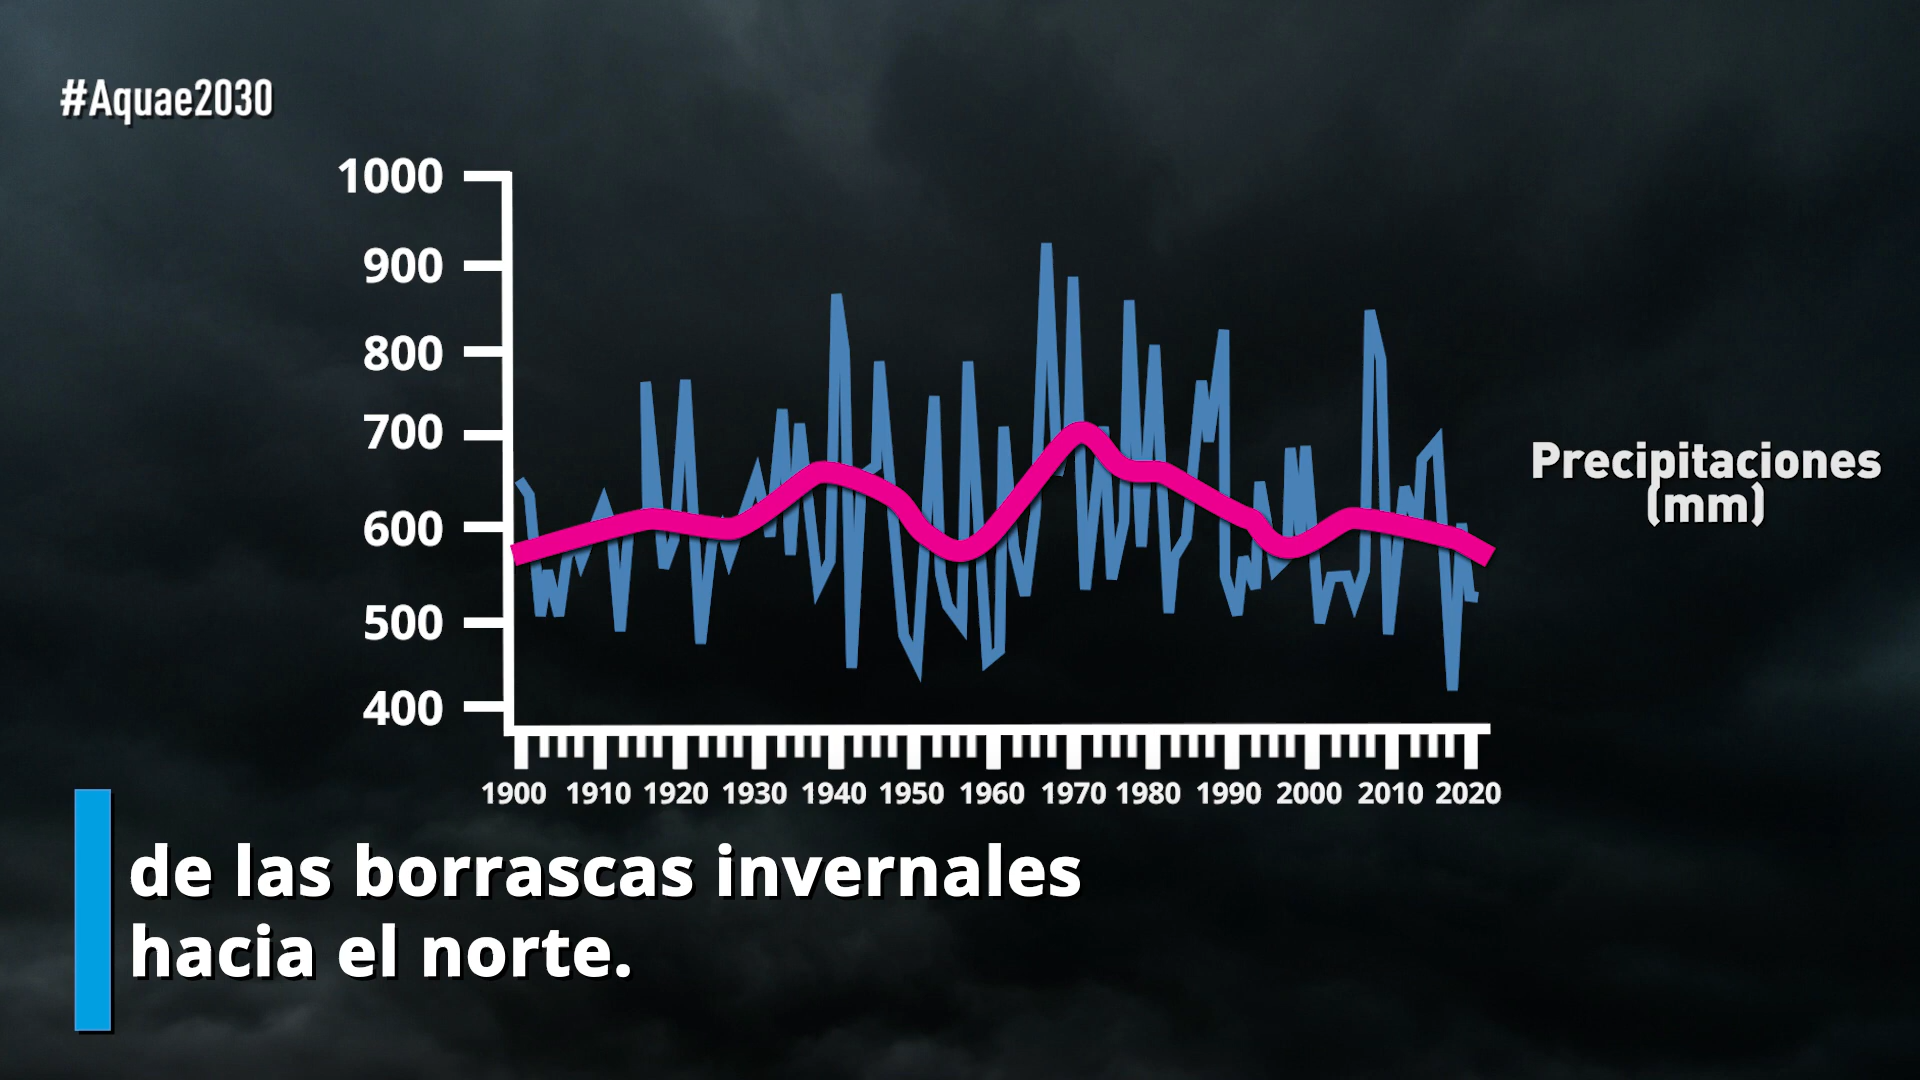 #Aquae2030
1000
900
800
700
600
500
400
Precipitaciones
(mm)
1900 1910 1920 1930 1940 1950 1960 1970 1980 1990 2000 2010 2020
de las borrascas invernales
hacia el norte.